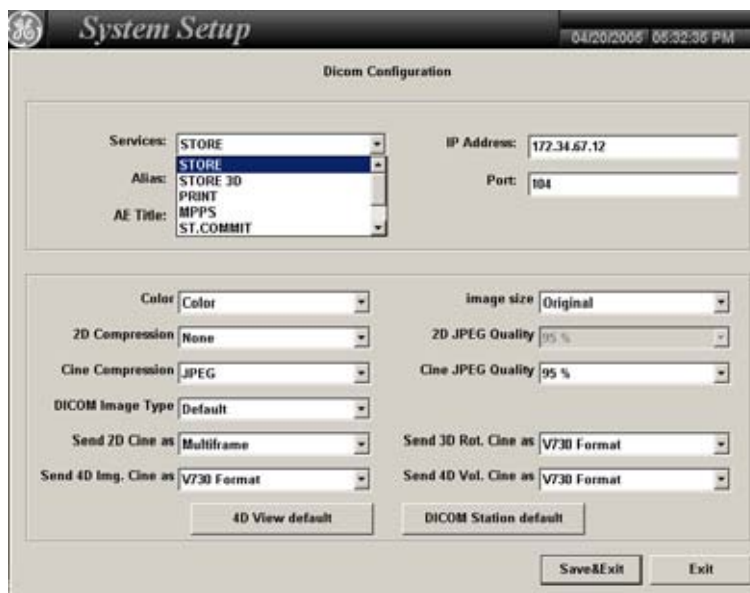 System Setup
04/20/2005 05:32:36 PM
Dicom Configuration
Services: STORE
STORE
STORE 3D
PRINT
MPPS
ST.COMMIT
Alias:
AE Title:
IP Address: 172.34.67.12
Port: 104
Color Color
image size Original
2D Compression None
2D JPEG Quality 95 %
Cine Compression JPEG
Cine JPEG Quality 95 %
DICOM Image Type Default
Send 2D Cine as Multiframe
Send 3D Rot. Cine as V730 Format
Send 4D Img. Cine as V730 Format
Send 4D Vol. Cine as V730 Format
4D View default
DICOM Station default
Save&Exit
Exit